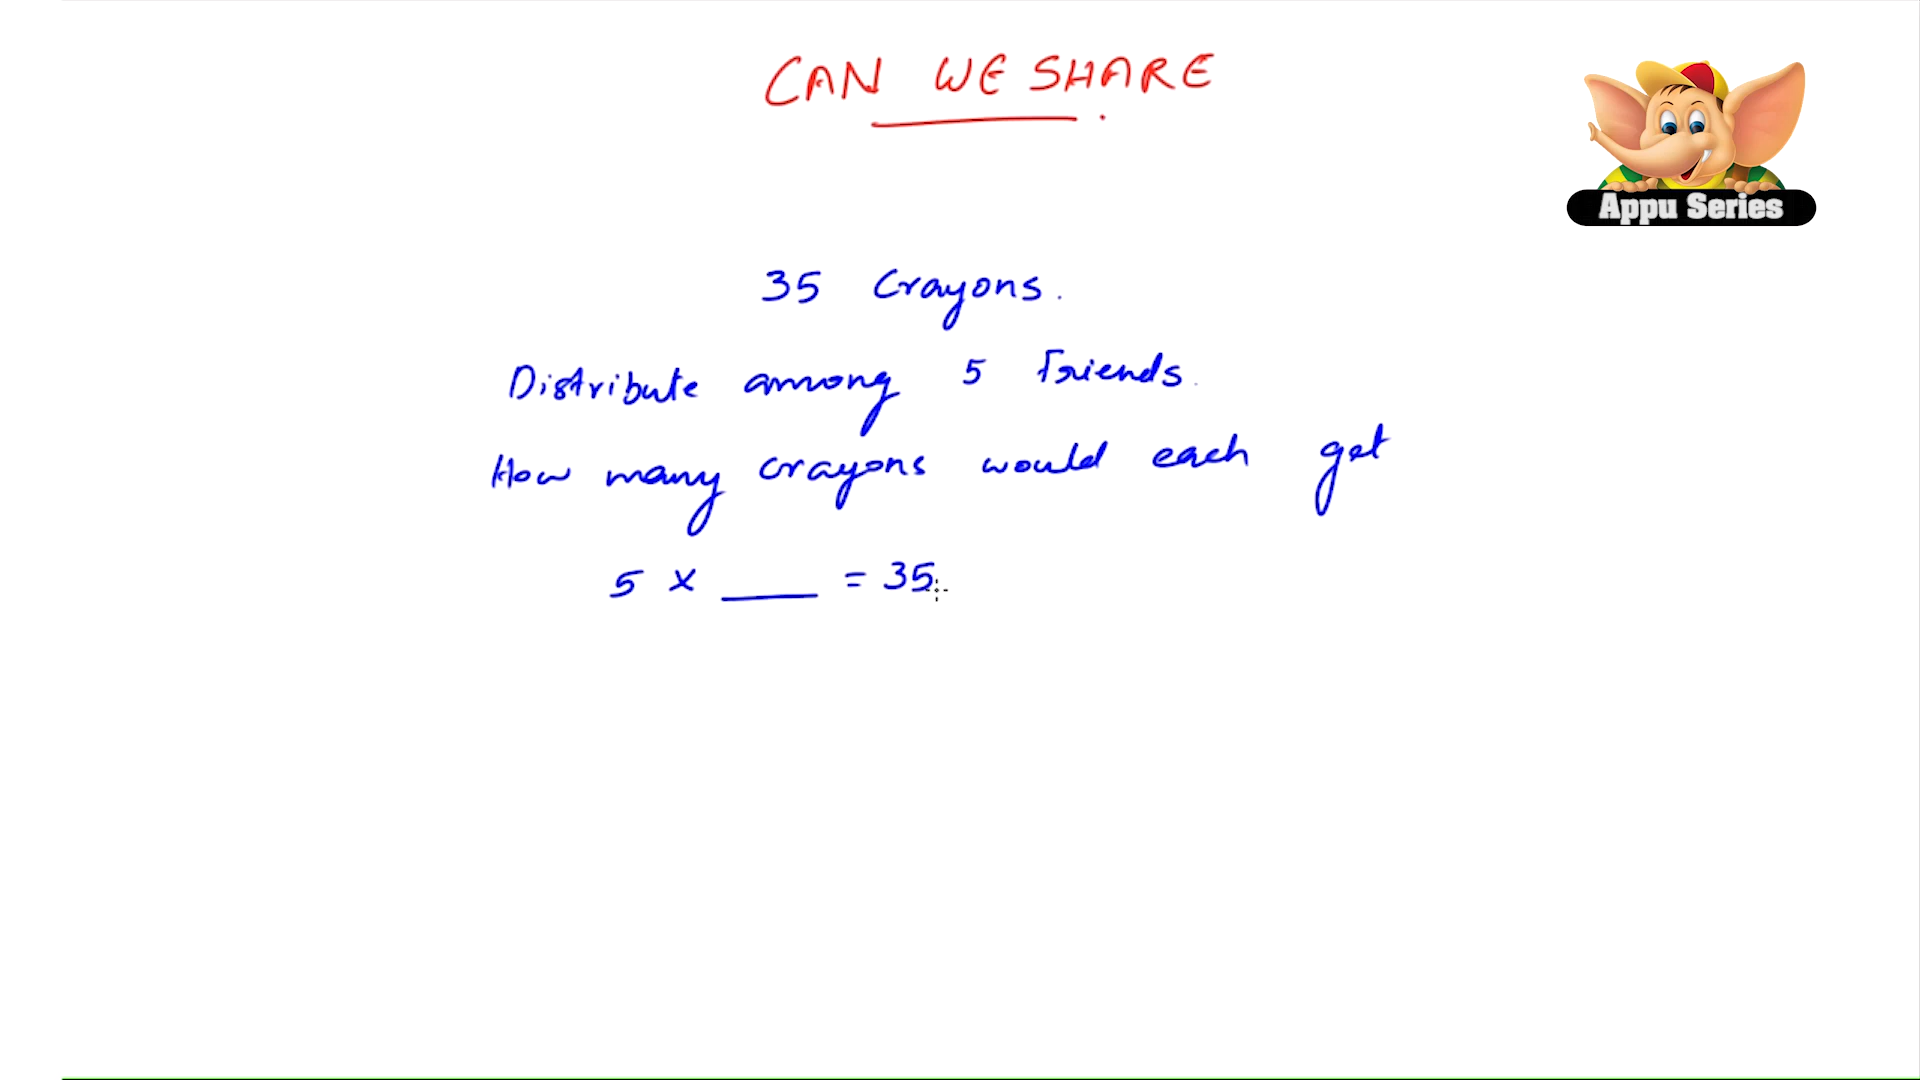 CAN WE SHARE
Appu Series
35 Crayons.
Distribute among 5 friends.
How many crayons would each get
5 × ___ = 35